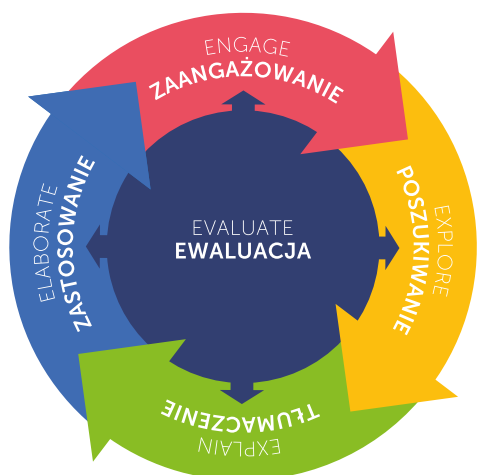 ENGAGE
ZAANGAŻOWANIE
EXPLORE
POSZUKIWANIE
TŁUMACZENIE
EXPLAIN
ELABORATE
ZASTOSOWANIE
EVALUATE
EWALUACJA